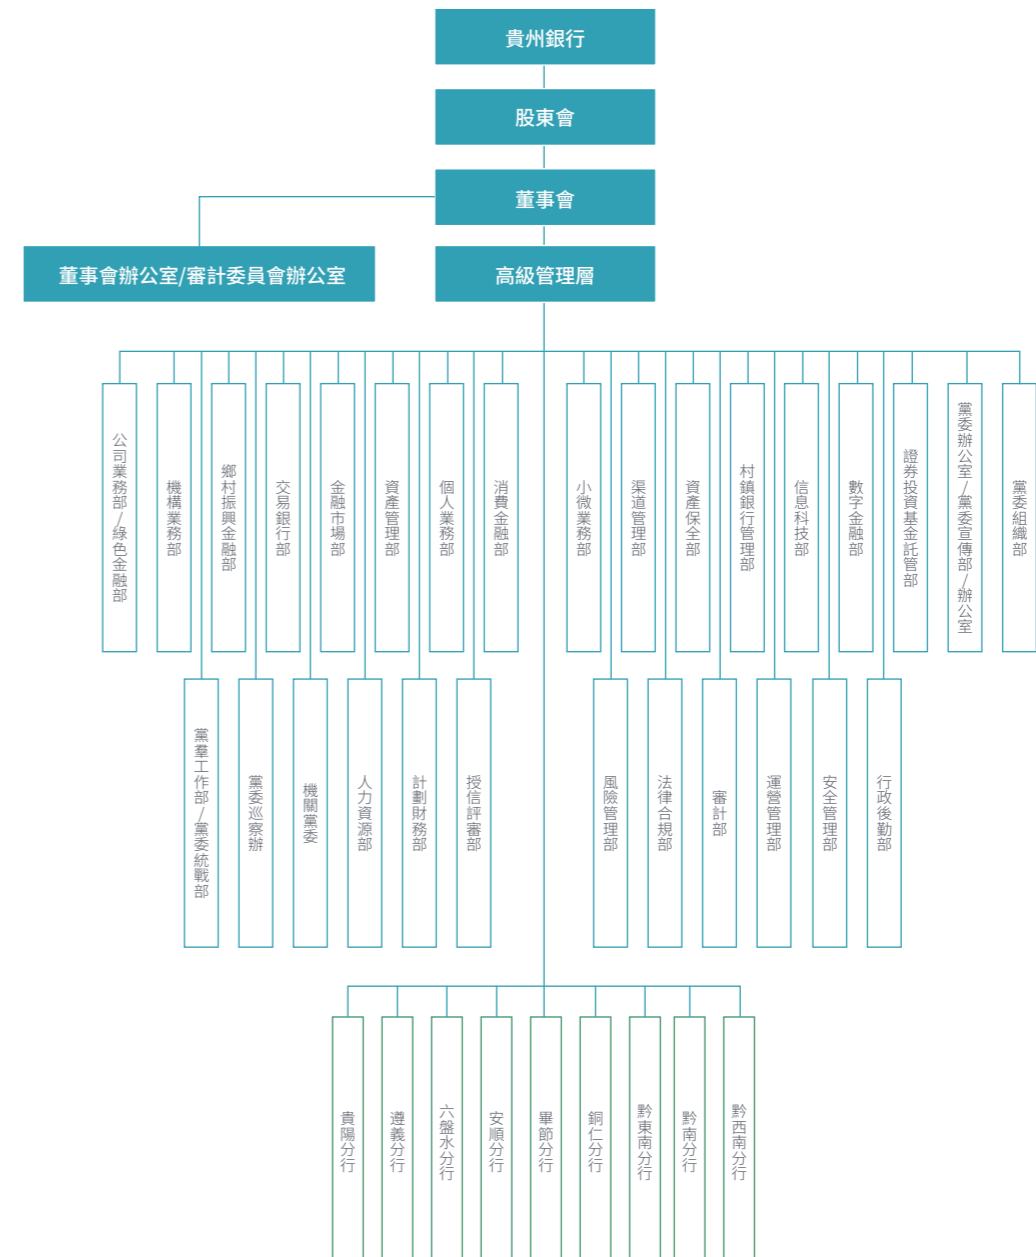 貴州銀行
股東會
董事會
董事會辦公室/審計委員會辦公室
高級管理層
公司業務部/綠色金融部
機構業務部
鄉村振興金融部
交易銀行部
金融市場部
資產管理部
個人業務部
消費金融部
小微業務部
渠道管理部
資產保全部
村鎮銀行管理部
信息科技部
數字金融部
證券投資基金託管部
黨委辦公室/黨委宣傳部/辦公室
黨委組織部
黨羣工作部/黨委統戰部
黨委巡察辦
機關黨委
人力資源部
計劃財務部
授信評審部
風險管理部
法律合規部
審計部
運營管理部
安全管理部
行政後勤部
貴陽分行
遵義分行
六盤水分行
安順分行
畢節分行
銅仁分行
黔東南分行
黔南分行
黔西南分行